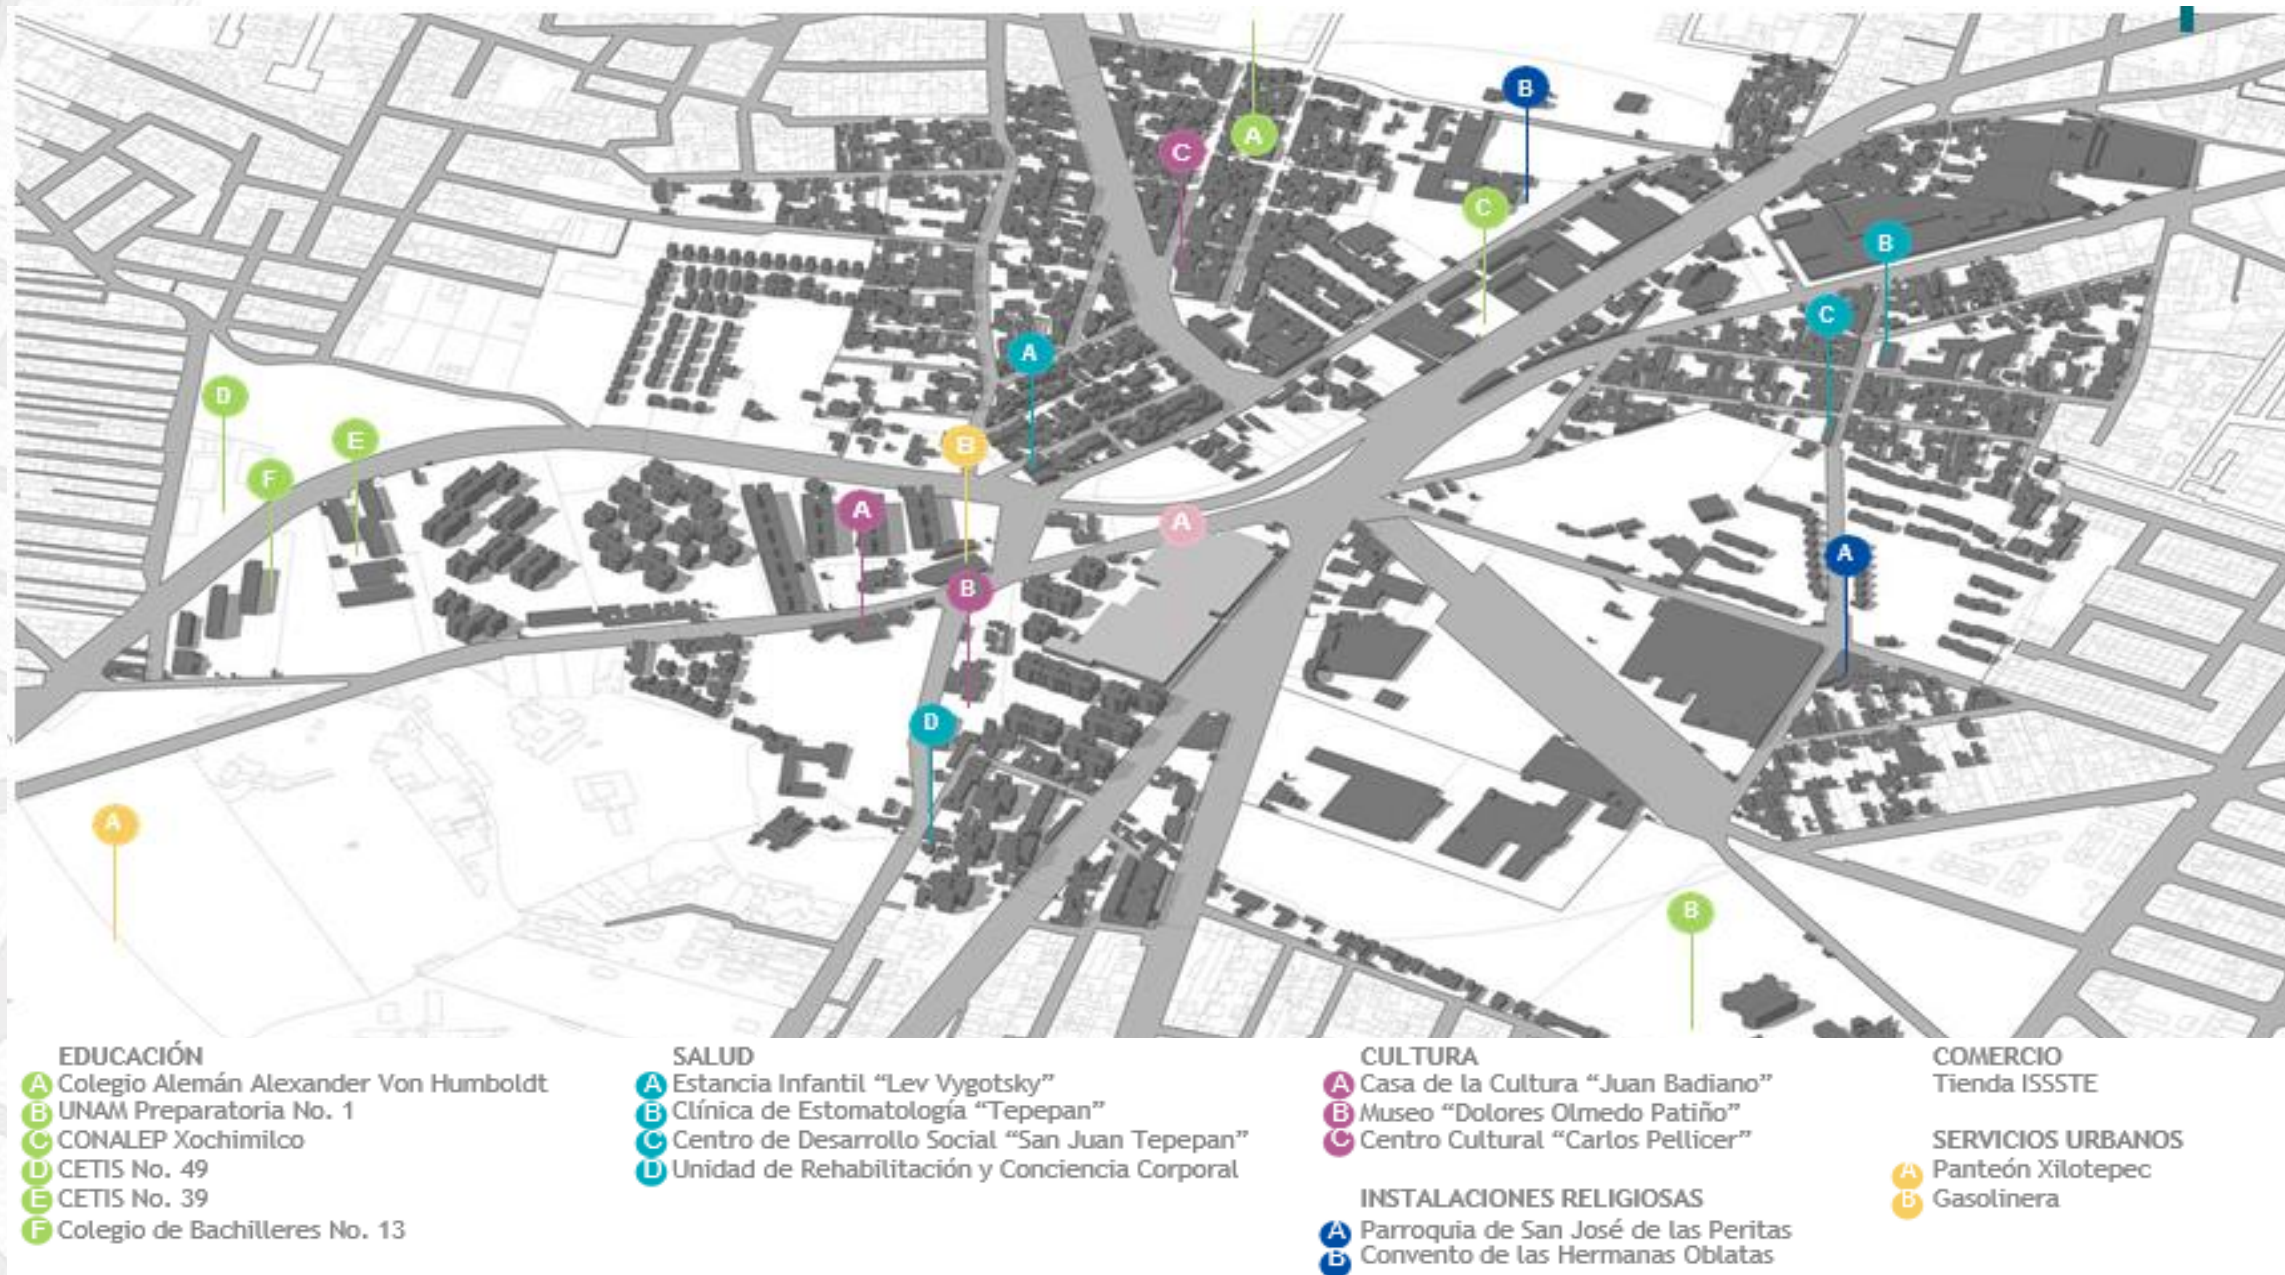 B
A
C
C
B
C
A
D
E
B
F
A
A
A
B
D
A
B
EDUCACIÓN
A Colegio Alemán Alexander Von Humboldt
B UNAM Preparatoria No. 1
C CONALEP Xochimilco
D CETIS No. 49
E CETIS No. 39
F Colegio de Bachilleres No. 13
SALUD
A Estancia Infantil “Lev Vygotsky”
B Clínica de Estomatología “Tepepan”
C Centro de Desarrollo Social “San Juan Tepepan”
D Unidad de Rehabilitación y Conciencia Corporal
CULTURA
A Casa de la Cultura “Juan Badiano”
B Museo “Dolores Olmedo Patiño”
C Centro Cultural “Carlos Pellicer”
INSTALACIONES RELIGIOSAS
A Parroquia de San José de las Peritas
B Convento de las Hermanas Oblatas
COMERCIO
Tienda ISSSTE
SERVICIOS URBANOS
A Panteón Xilotepec
B Gasolinera